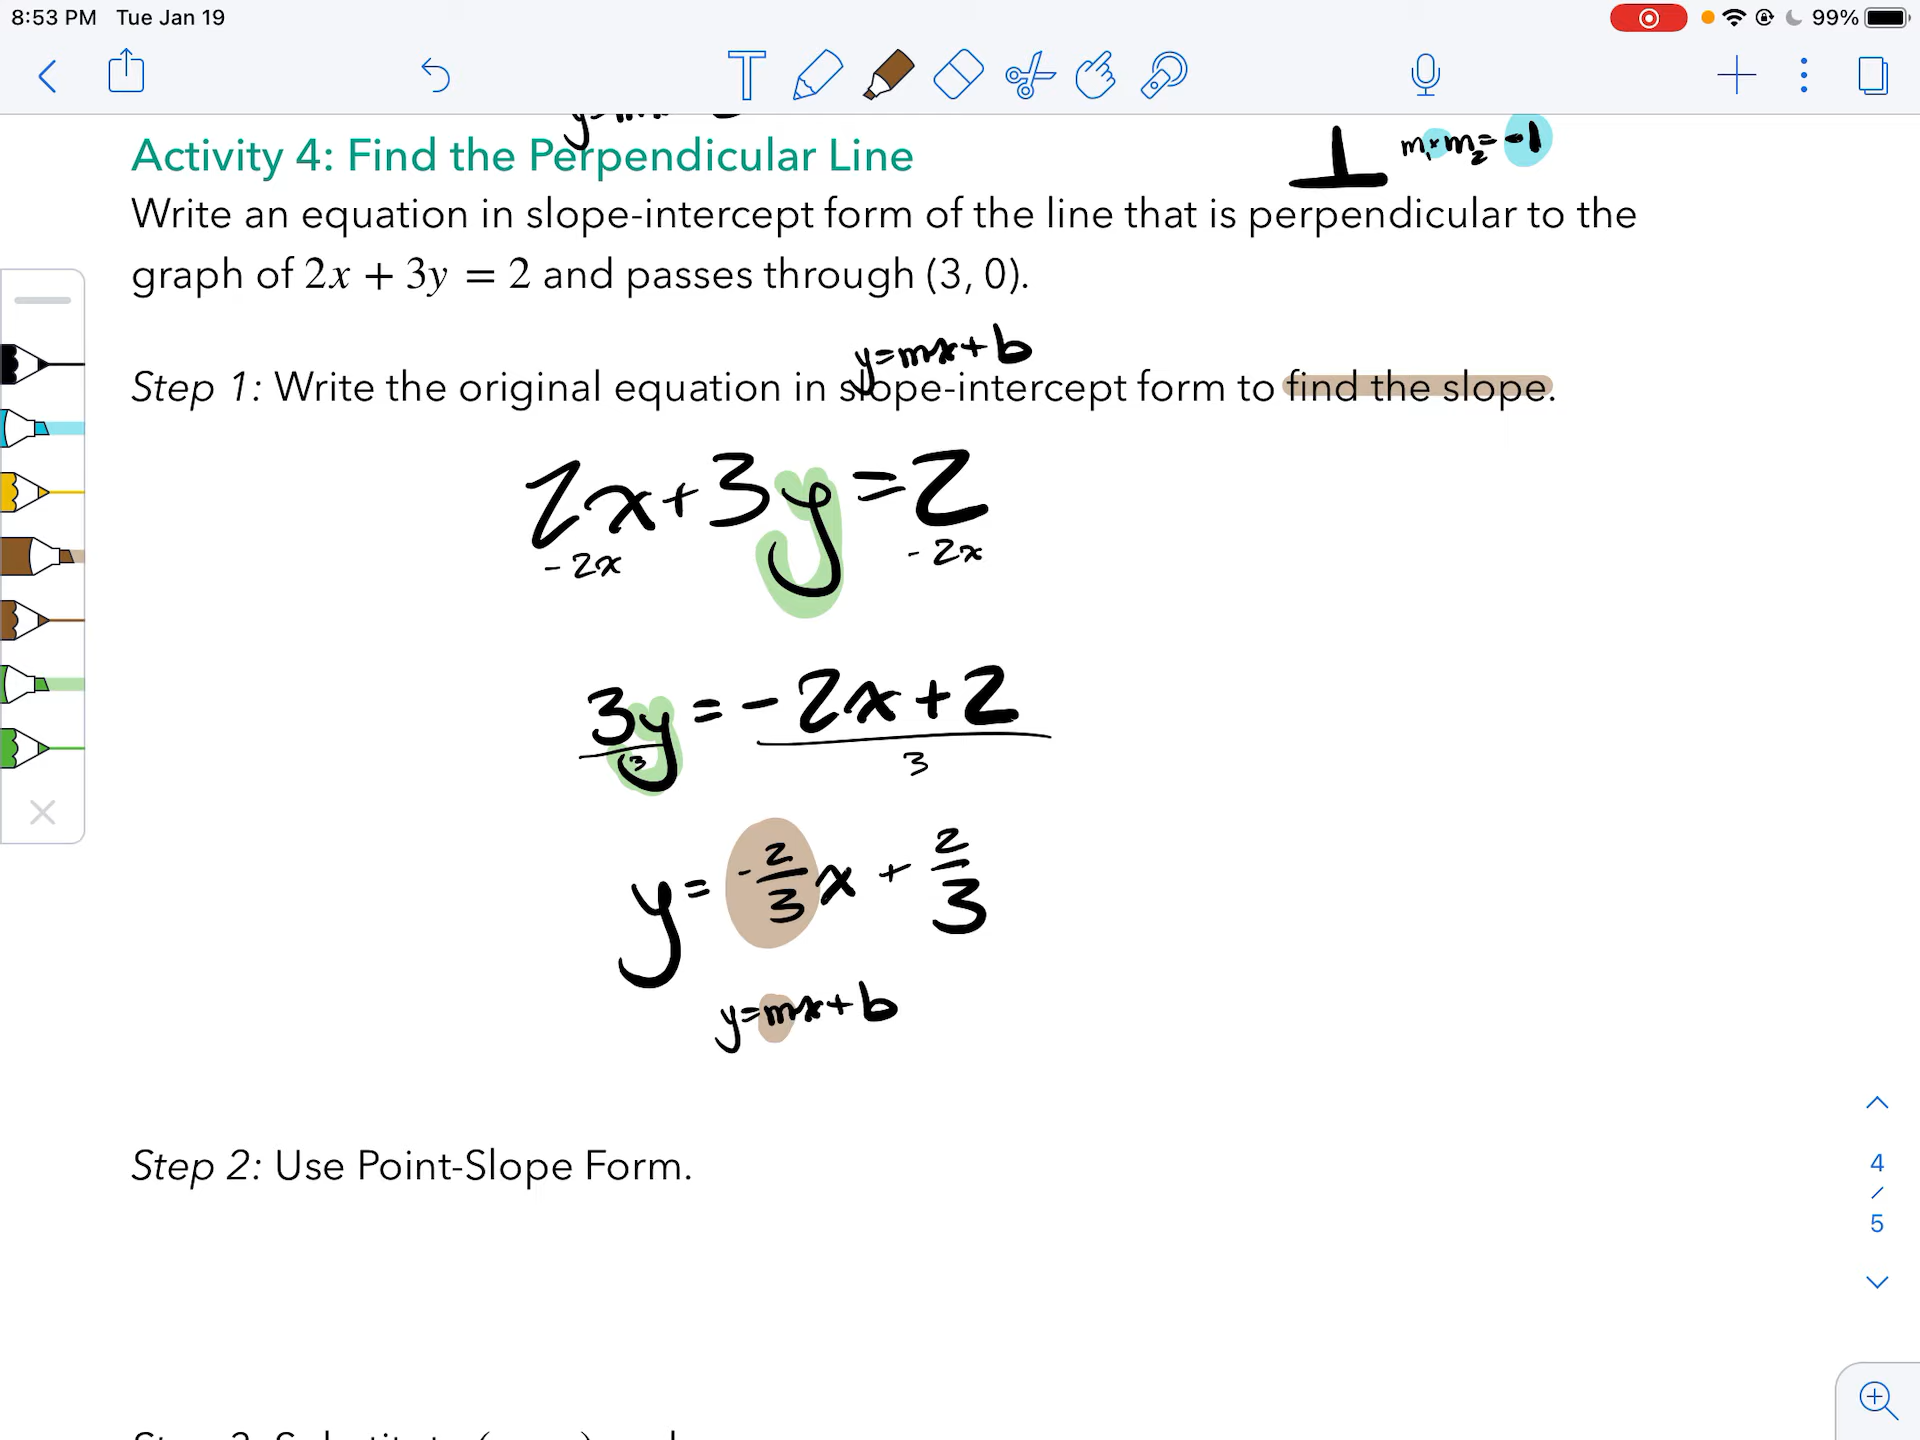 8:53 PM Tue Jan 19 99%
Activity 4: Find the Perpendicular Line
m₁×m₂=-1
Write an equation in slope-intercept form of the line that is perpendicular to the
graph of 2x + 3y = 2 and passes through (3, 0).
y=mx+b
Step 1: Write the original equation in slope-intercept form to find the slope.
2x+3y=2
-2x -2x
3y=-2x+2
3 3
y=-2/3x+2/3
y=mx+b
Step 2: Use Point-Slope Form.
4
/
5